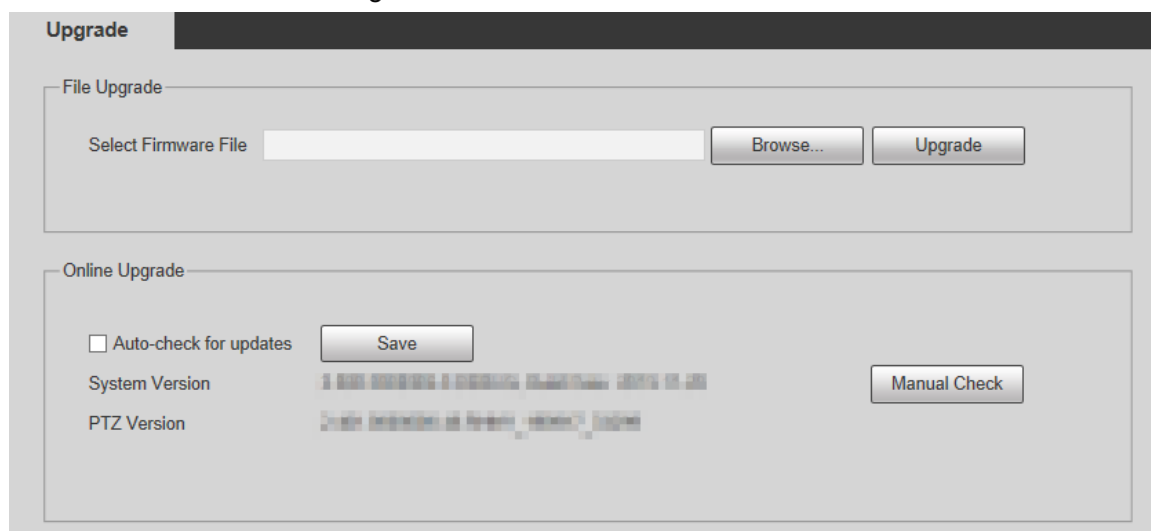 Upgrade
File Upgrade
Select Firmware File Browse... Upgrade
Online Upgrade
Auto-check for updates Save
System Version Manual Check
PTZ Version